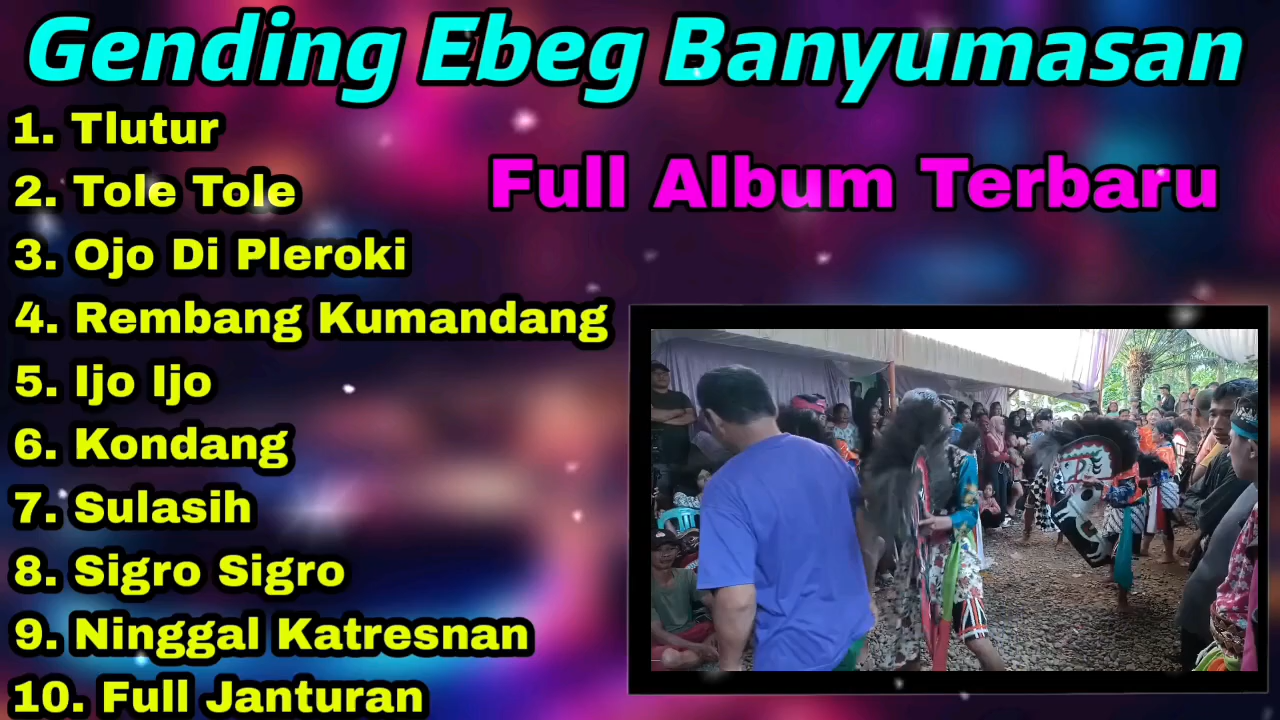 Gending Ebeg Banyumasan
Full Album Terbaru
1. Tlutur
2. Tole Tole
3. Ojo Di Pleroki
4. Rembang Kumandang
5. Ijo Ijo
6. Kondang
7. Sulasih
8. Sigro Sigro
9. Ninggal Katresnan
10. Full Janturan